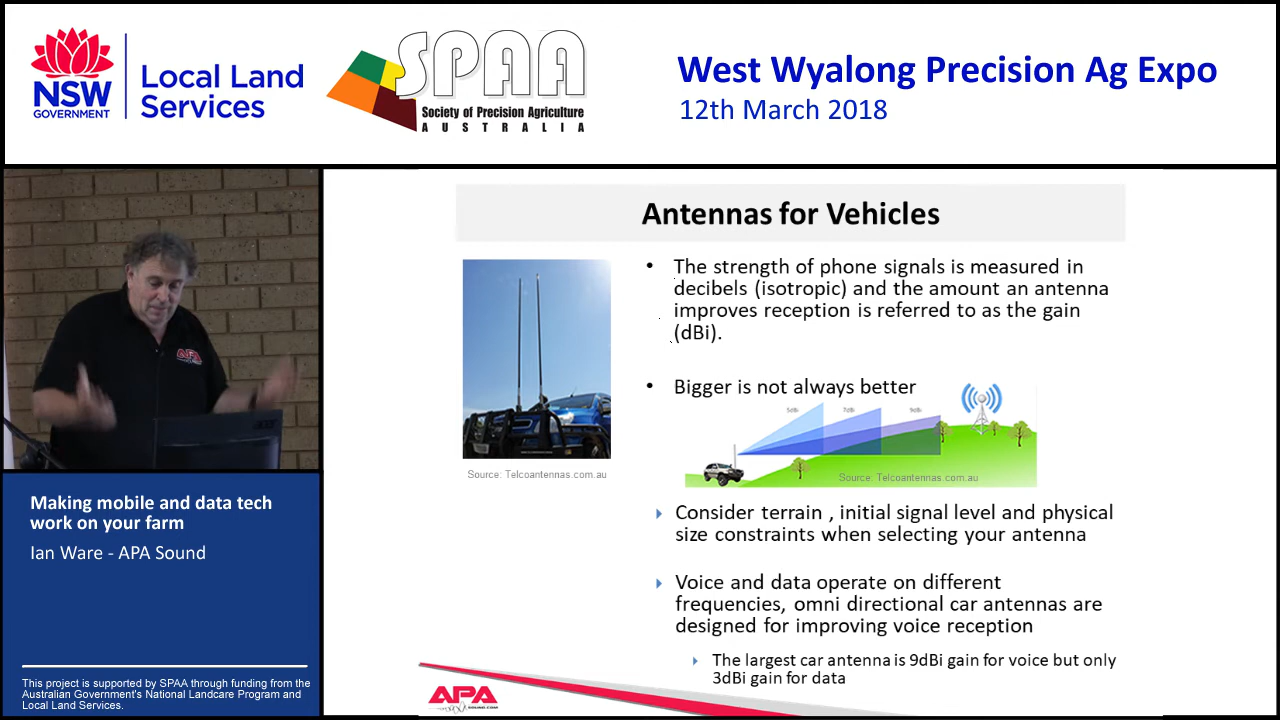 NSW
GOVERNMENT
Local Land
Services
SPAA
Society of Precision Agriculture
AUSTRALIA
West Wyalong Precision Ag Expo
12th March 2018
APA
Making mobile and data tech
work on your farm
Ian Ware - APA Sound
This project is supported by SPAA through funding from the
Australian Government's National Landcare Program and
Local Land Services.
Antennas for Vehicles
Source: Telcoantennas.com.au
• The strength of phone signals is measured in
decibels (isotropic) and the amount an antenna
improves reception is referred to as the gain
(dBi).
• Bigger is not always better
5dBi 7dBi 9dBi
Source: Telcoantennas.com.au
Consider terrain , initial signal level and physical
size constraints when selecting your antenna
Voice and data operate on different
frequencies, omni directional car antennas are
designed for improving voice reception
The largest car antenna is 9dBi gain for voice but only
3dBi gain for data
APA